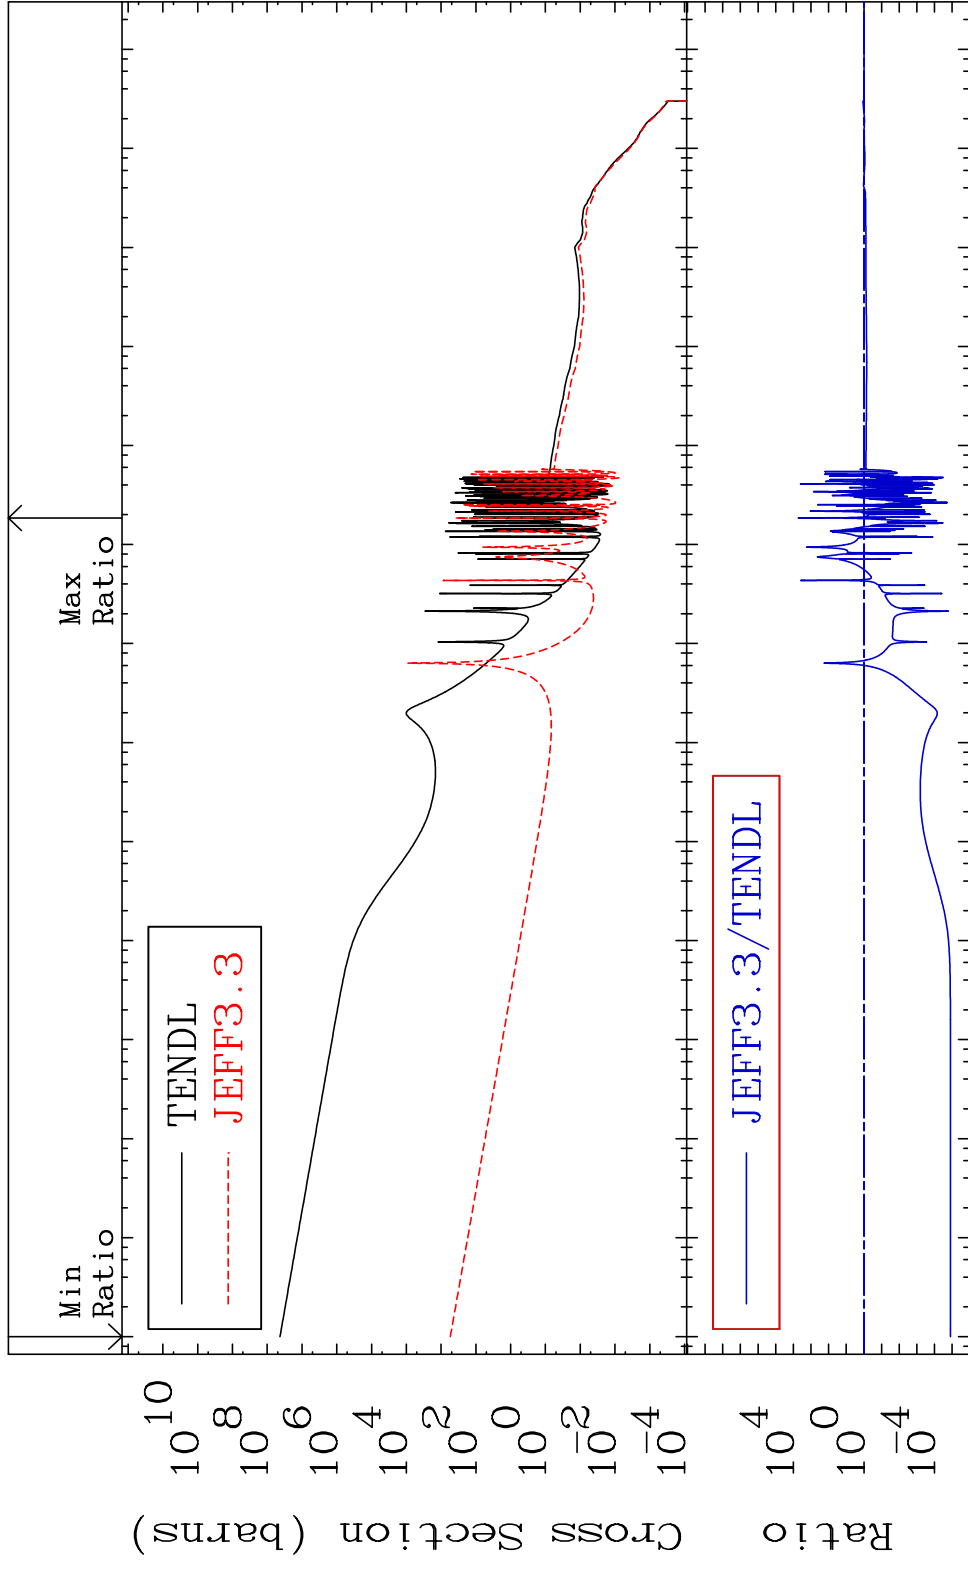 Min
Ratio
Max
Ratio
TENDL
JEFF3.3
Cross Section (barns)
10 10
10 8
10 6
10 4
10 2
10 0
10 -2
10 -4
JEFF3.3/TENDL
Ratio
10 4
10 0
10 -4